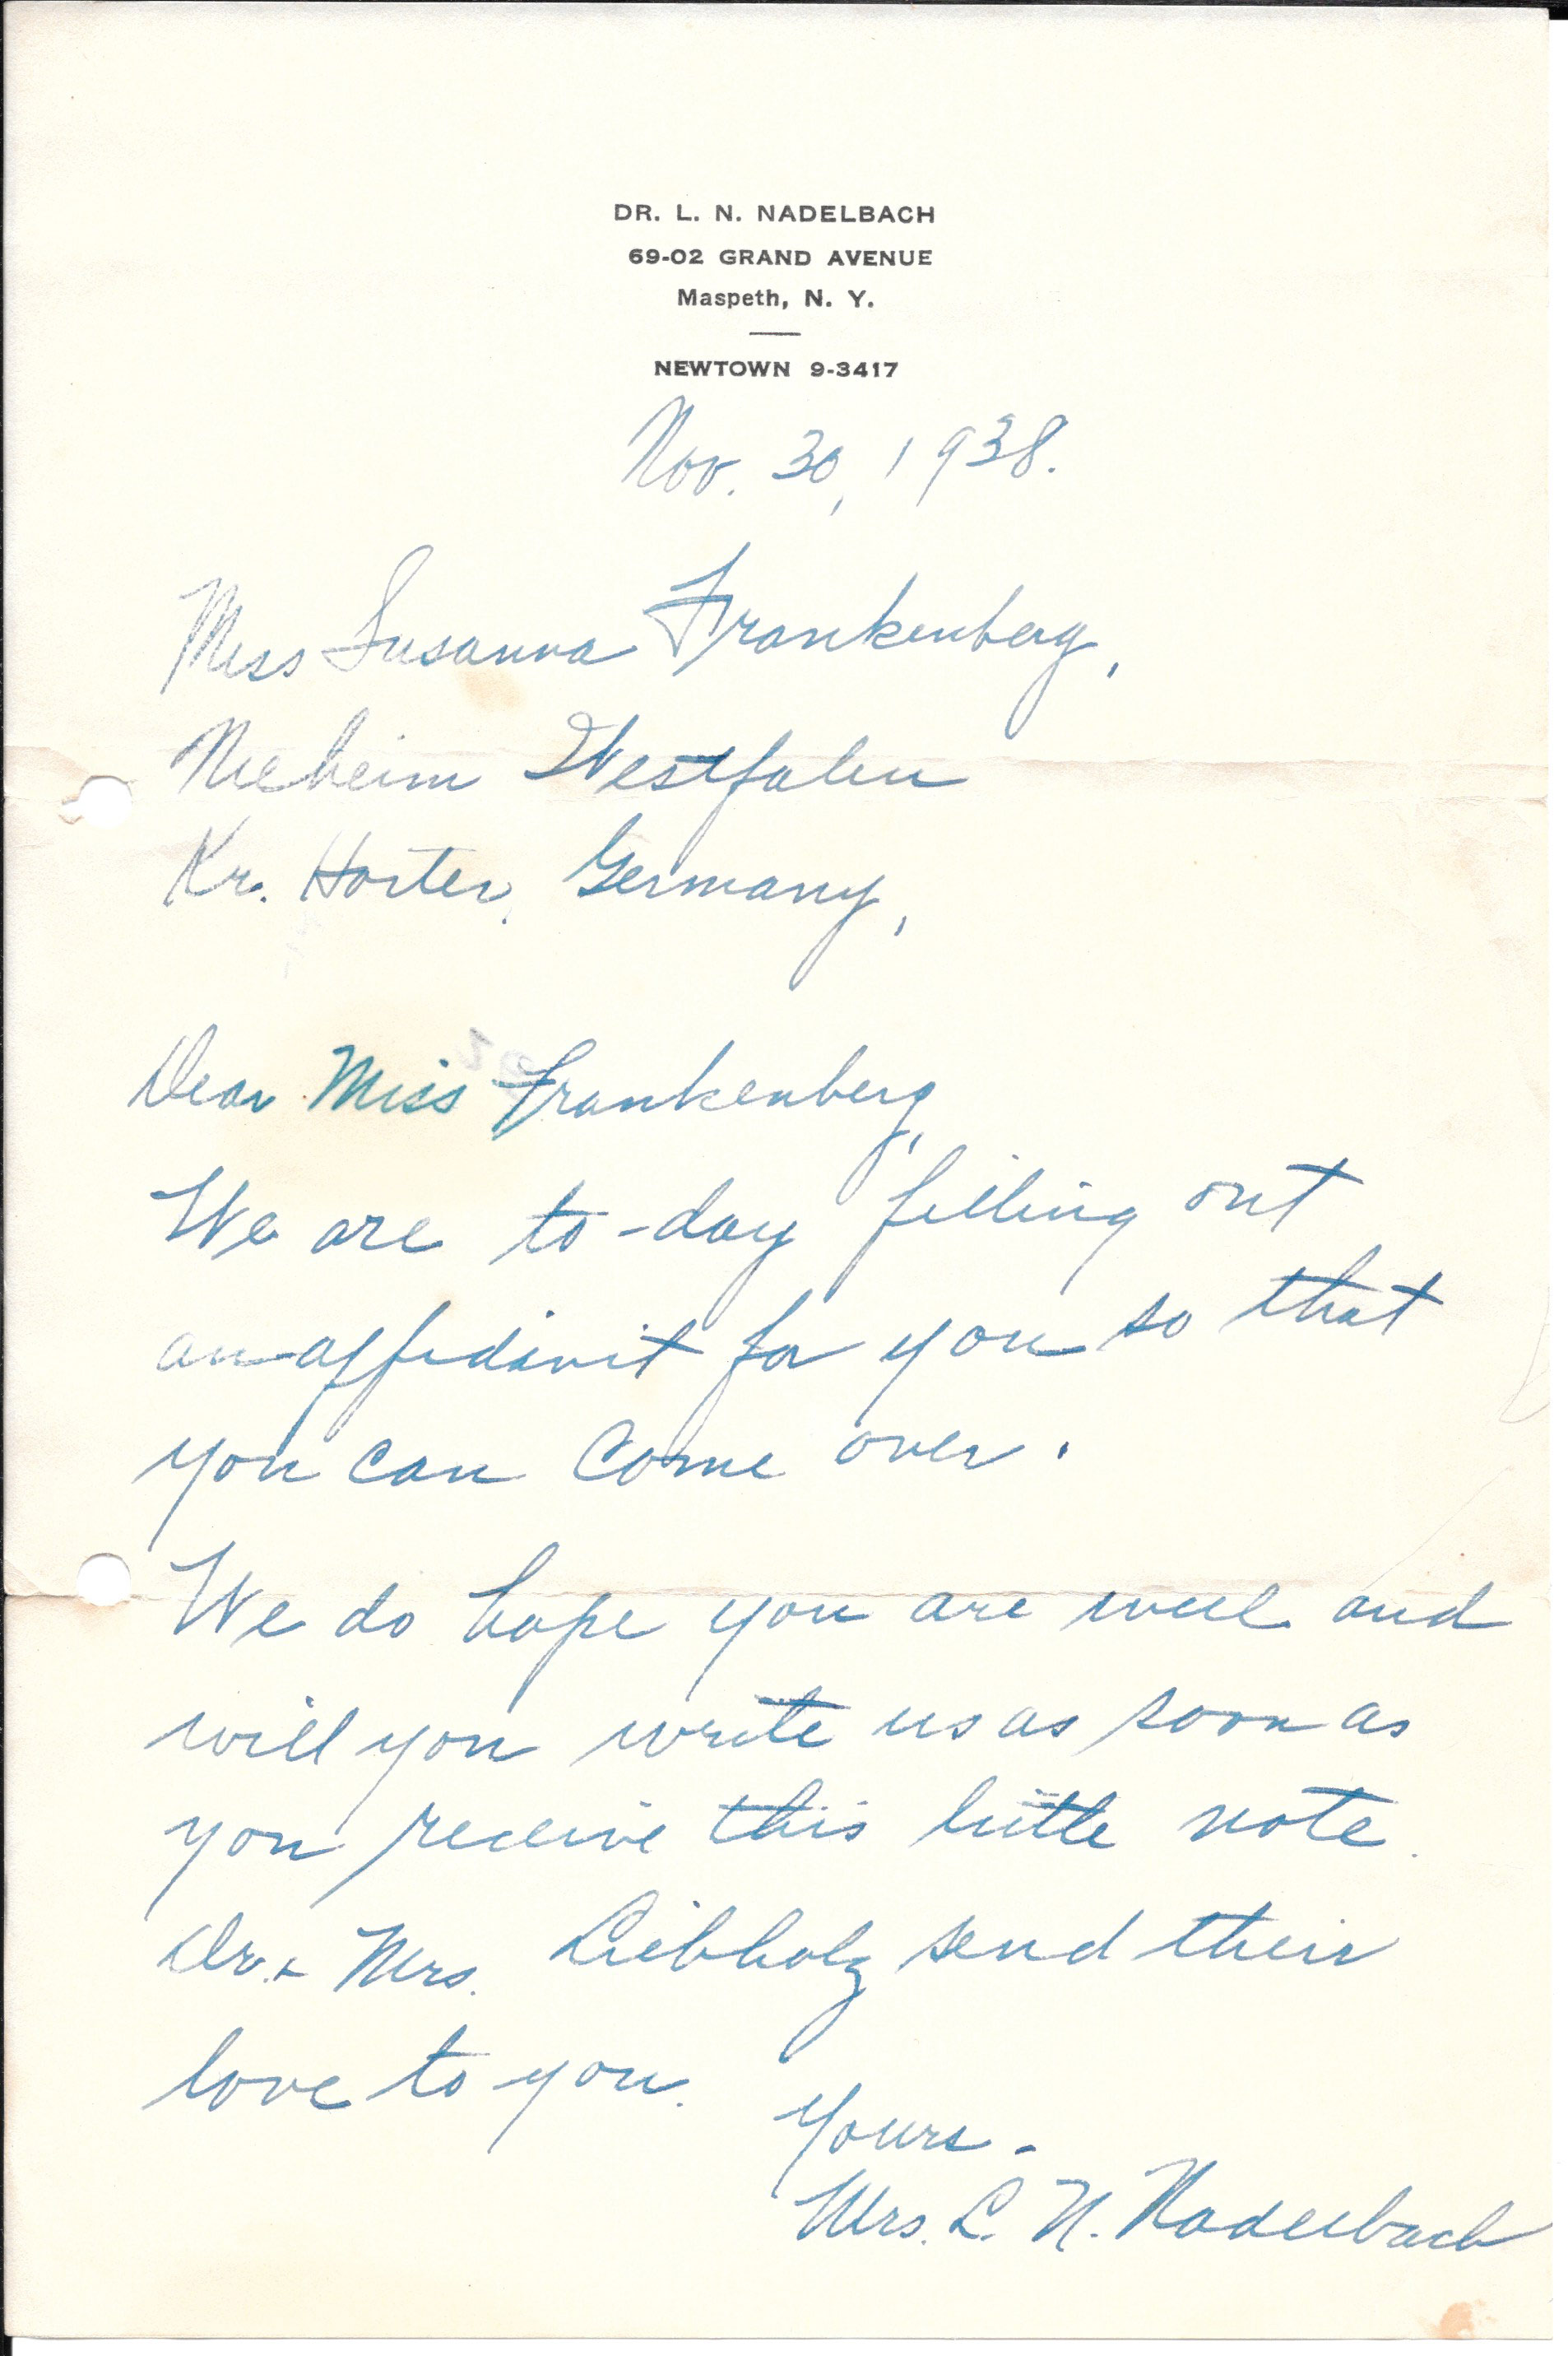 DR. L. N. NADELBACH
69-02 GRAND AVENUE
Maspeth, N. Y.
NEWTOWN 9-3417
Nov. 30, 1938.
Miss Susanna Frankenberg,
Nieheim Westfalen
Kr. Hoxter, Germany,
Dear Miss Frankenberg,
We are to-day filling out
an affidavit for you so that
you can come over.
We do hope you are well and
will you write us as soon as
you receive this little note.
Dr. & Mrs. Liebholz send their
love to you.
Yours -
Mrs. L. N. Nadelbach